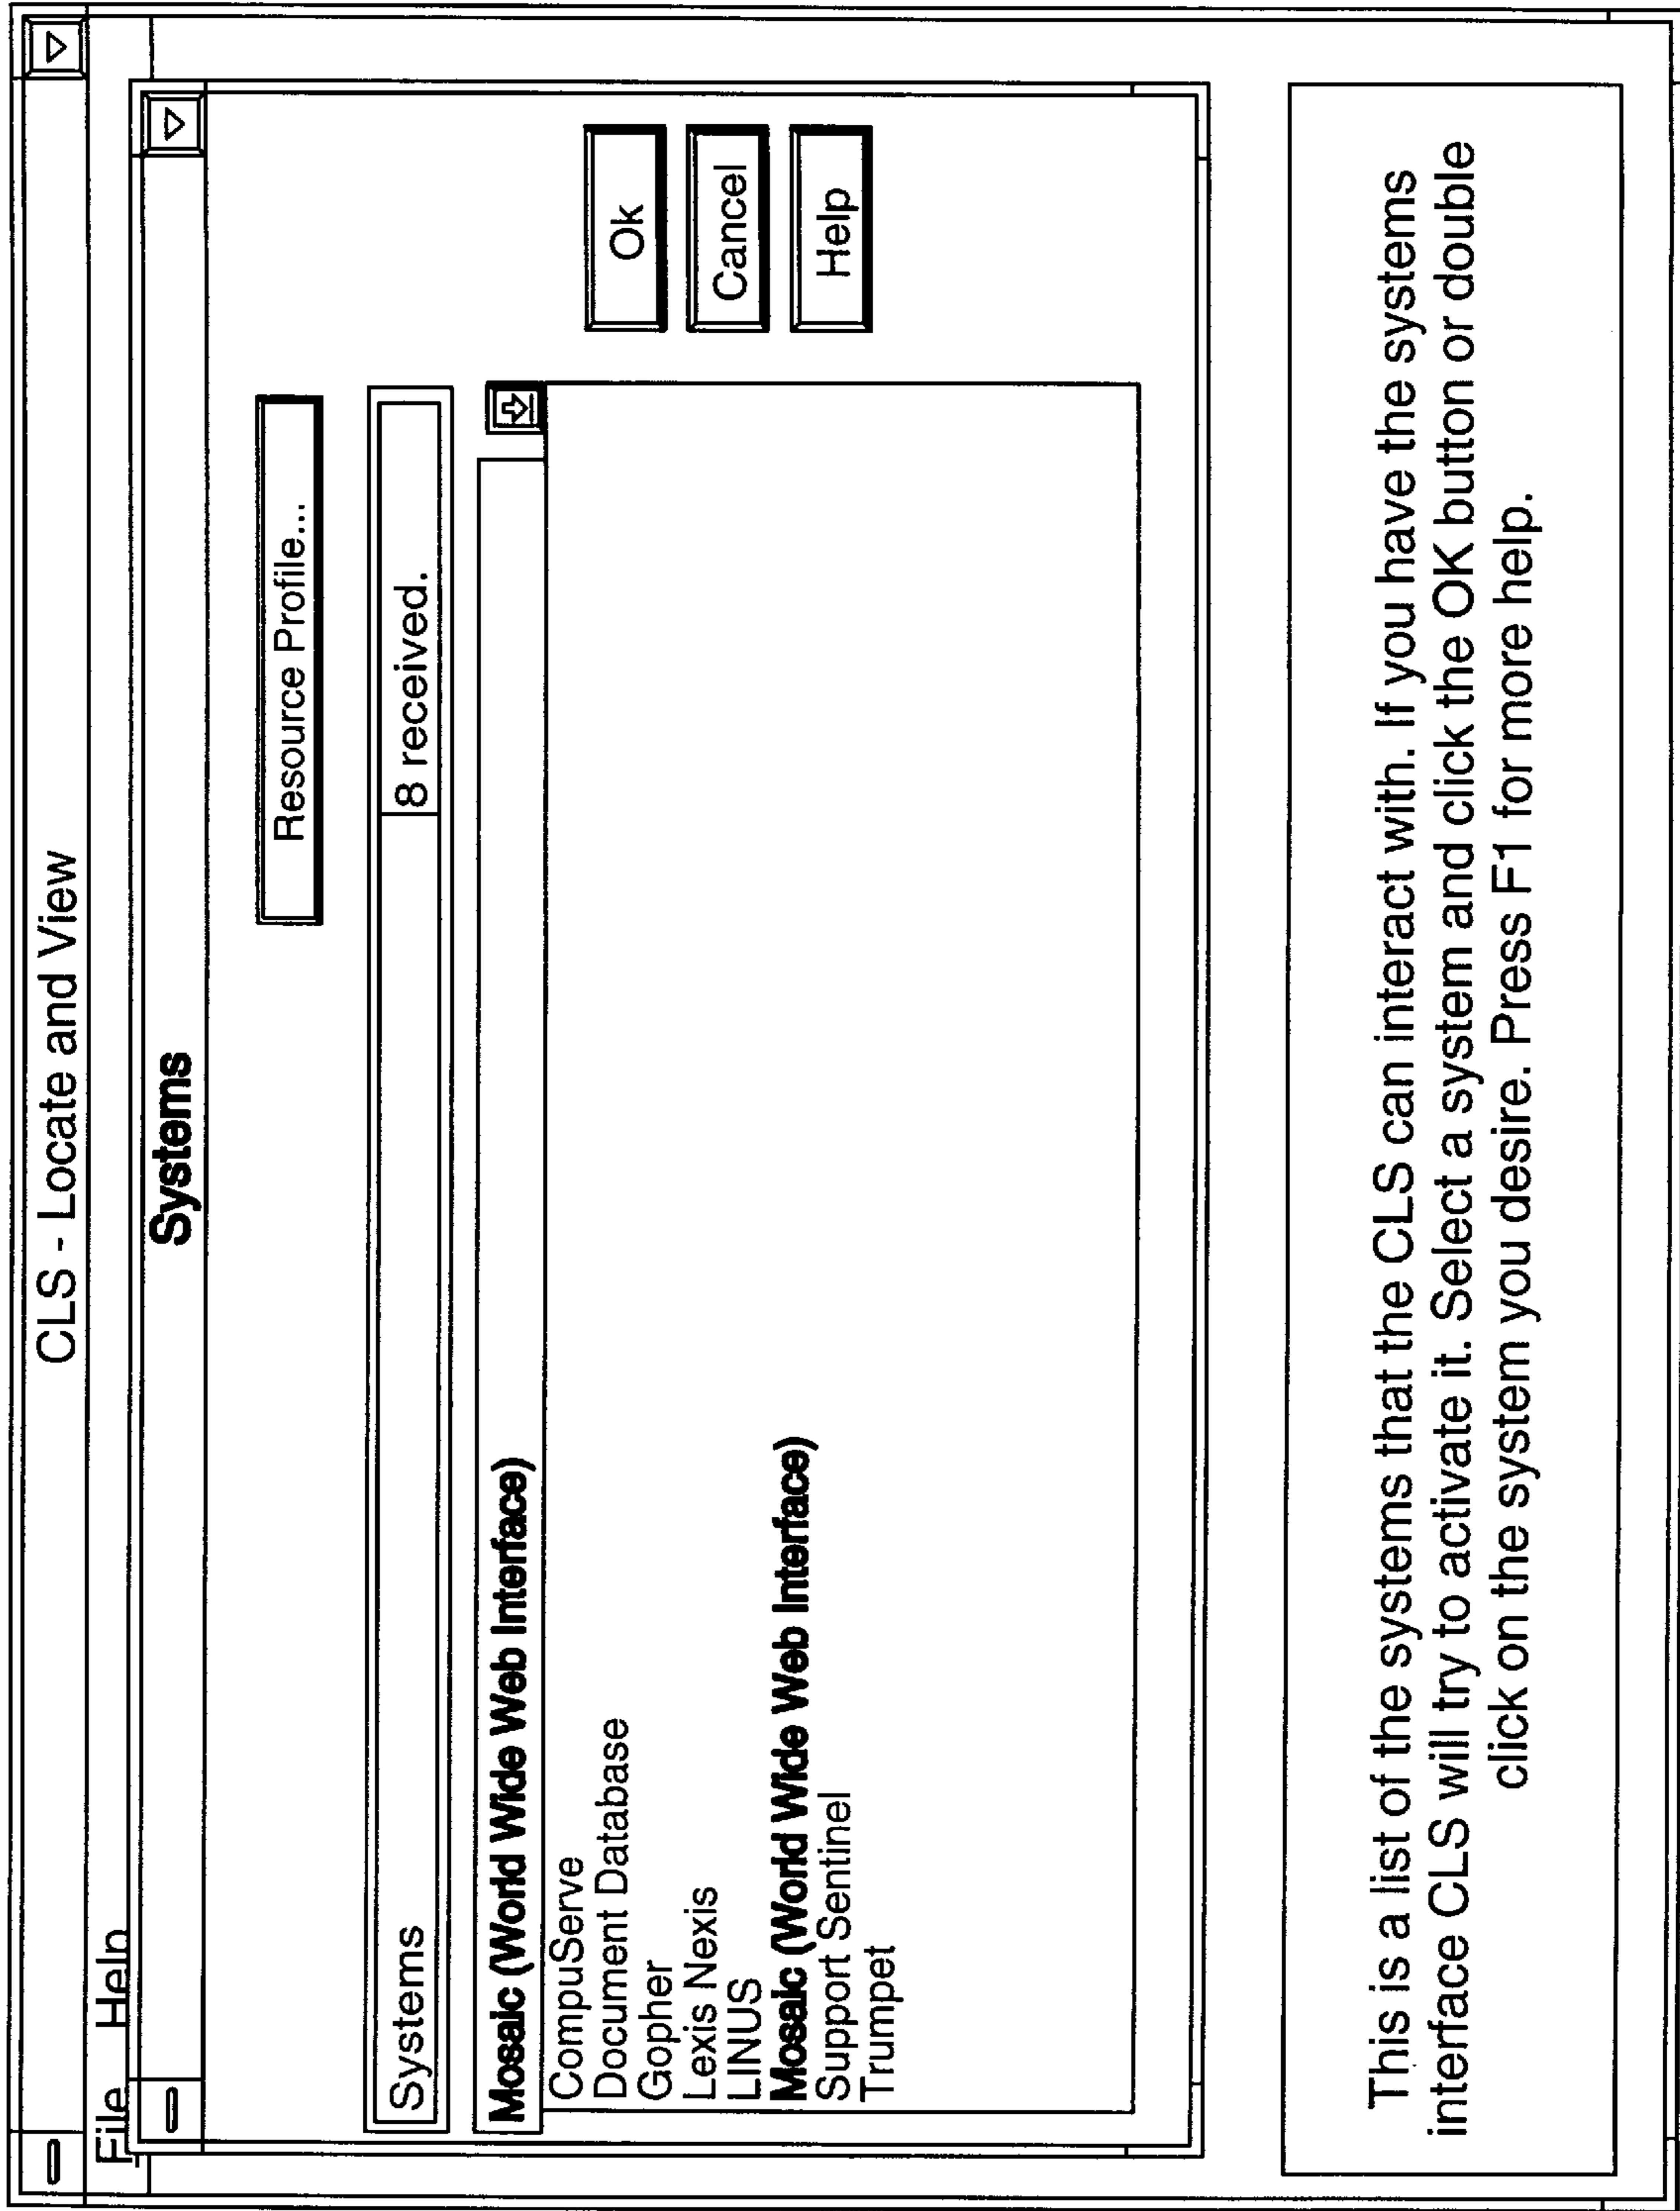 CLS - Locate and View
File Help
Systems
Resource Profile...
Systems 8 received.
Mosaic (World Wide Web Interface)
CompuServe
Document Database
Gopher
Lexis Nexis
LINUS
Mosaic (World Wide Web Interface)
Support Sentinel
Trumpet
Ok
Cancel
Help
This is a list of the systems that the CLS can interact with. If you have the systems
interface CLS will try to activate it. Select a system and click the OK button or double
click on the system you desire. Press F1 for more help.